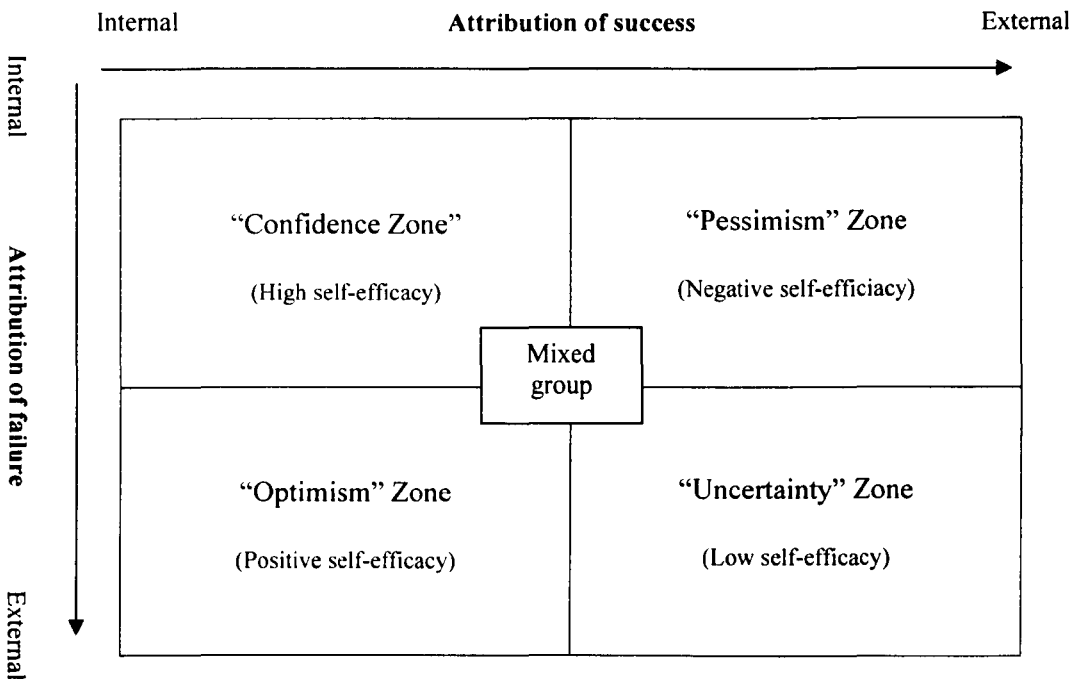 Internal Attribution of success External
Internal
Attribution of failure
External
“Confidence Zone”
(High self-efficacy)
“Pessimism” Zone
(Negative self-efficiacy)
Mixed
group
“Optimism” Zone
(Positive self-efficacy)
“Uncertainty” Zone
(Low self-efficacy)